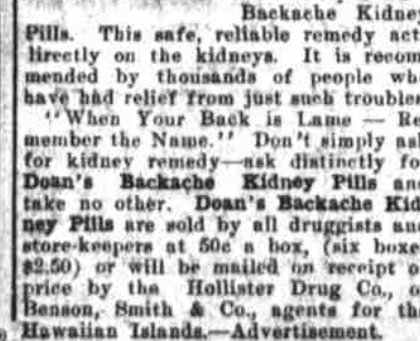 Backache Kidney
Pills. This safe, reliable remedy act
directly on the kidneys. It is recom
mended by thousands of people wh
have had relief from just such trouble
"When Your Back is Lame — Re
member the Name." Don't simply as
for kidney remedy—ask distinctly fo
Doan's Backache Kidney Pills an
take no other. Doan's Backache Kid
ney Pills are sold by all druggists an
store-keepers at 50c a box, (six boxe
$2.50) or will be mailed on receipt o
price by the Hollister Drug Co., o
Benson, Smith & Co., agents for th
Hawaiian Islands.—Advertisement.